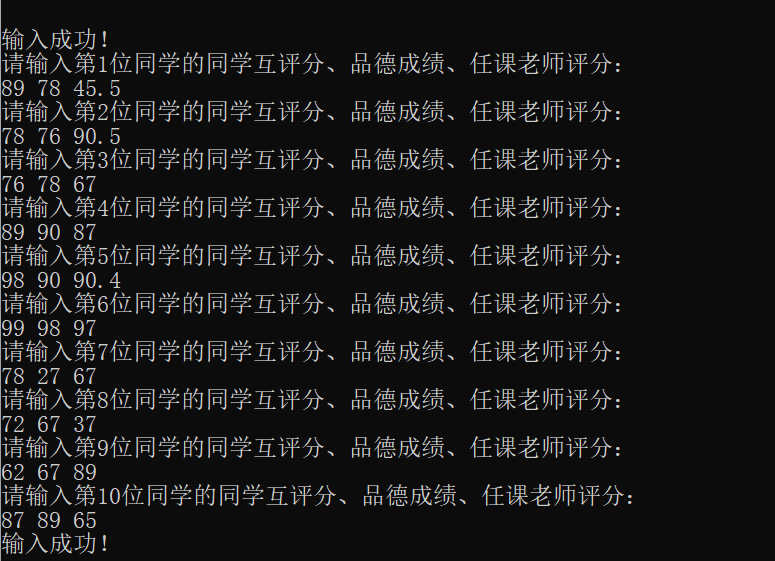 输入成功!
请输入第1位同学的同学互评分、品德成绩、任课老师评分:
89 78 45.5
请输入第2位同学的同学互评分、品德成绩、任课老师评分:
78 76 90.5
请输入第3位同学的同学互评分、品德成绩、任课老师评分:
76 78 67
请输入第4位同学的同学互评分、品德成绩、任课老师评分:
89 90 87
请输入第5位同学的同学互评分、品德成绩、任课老师评分:
98 90 90.4
请输入第6位同学的同学互评分、品德成绩、任课老师评分:
99 98 97
请输入第7位同学的同学互评分、品德成绩、任课老师评分:
78 27 67
请输入第8位同学的同学互评分、品德成绩、任课老师评分:
72 67 37
请输入第9位同学的同学互评分、品德成绩、任课老师评分:
62 67 89
请输入第10位同学的同学互评分、品德成绩、任课老师评分:
87 89 65
输入成功!